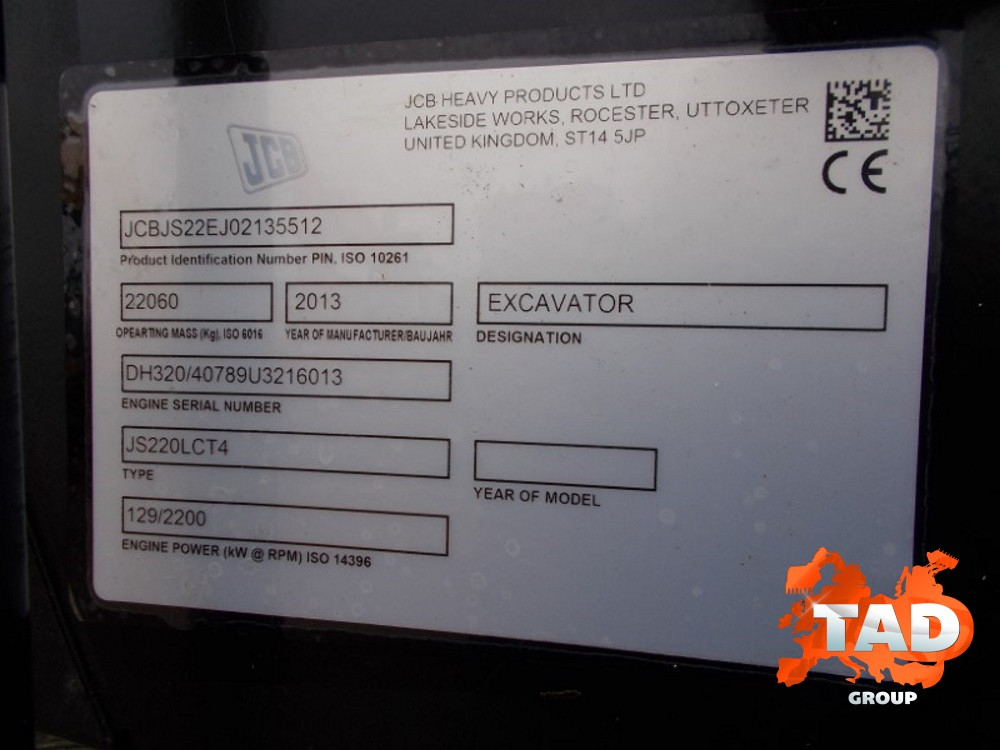 JCB HEAVY PRODUCTS LTD
LAKESIDE WORKS, ROCESTER, UTTOXETER
UNITED KINGDOM, ST14 5JP
JCB
CE
JCBJS22EJ02135512
Product Identification Number PIN, ISO 10261
22060
OPEARTING MASS (Kg), ISO 6016
2013
YEAR OF MANUFACTURER/BAUJAHR
EXCAVATOR
DESIGNATION
DH320/40789U3216013
ENGINE SERIAL NUMBER
JS220LCT4
TYPE
YEAR OF MODEL
129/2200
ENGINE POWER (kW @ RPM) ISO 14396
TAD
GROUP